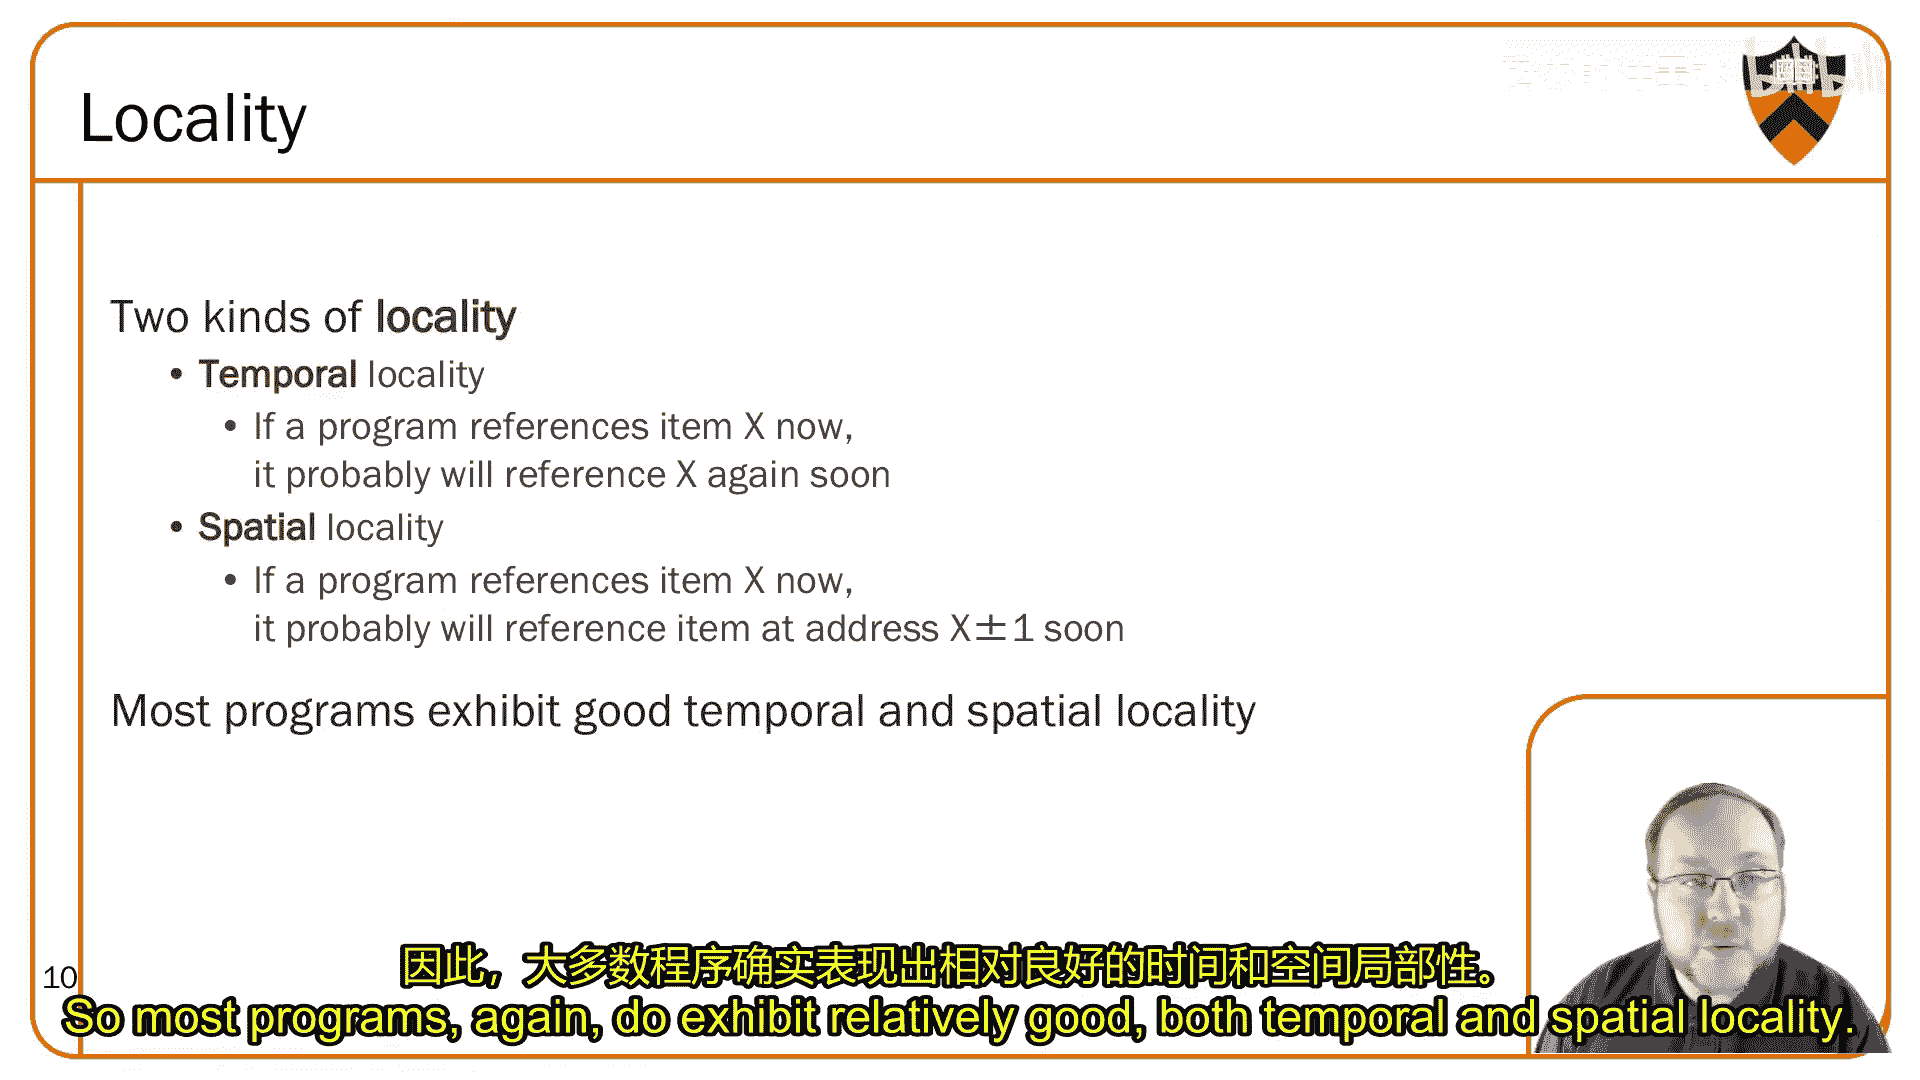 Locality
Two kinds of locality
• Temporal locality
• If a program references item X now,
it probably will reference X again soon
• Spatial locality
• If a program references item X now,
it probably will reference item at address X±1 soon
Most programs exhibit good temporal and spatial locality
10
因此，大多数程序确实表现出相对良好的时间和空间局部性。
So most programs, again, do exhibit relatively good, both temporal and spatial locality.